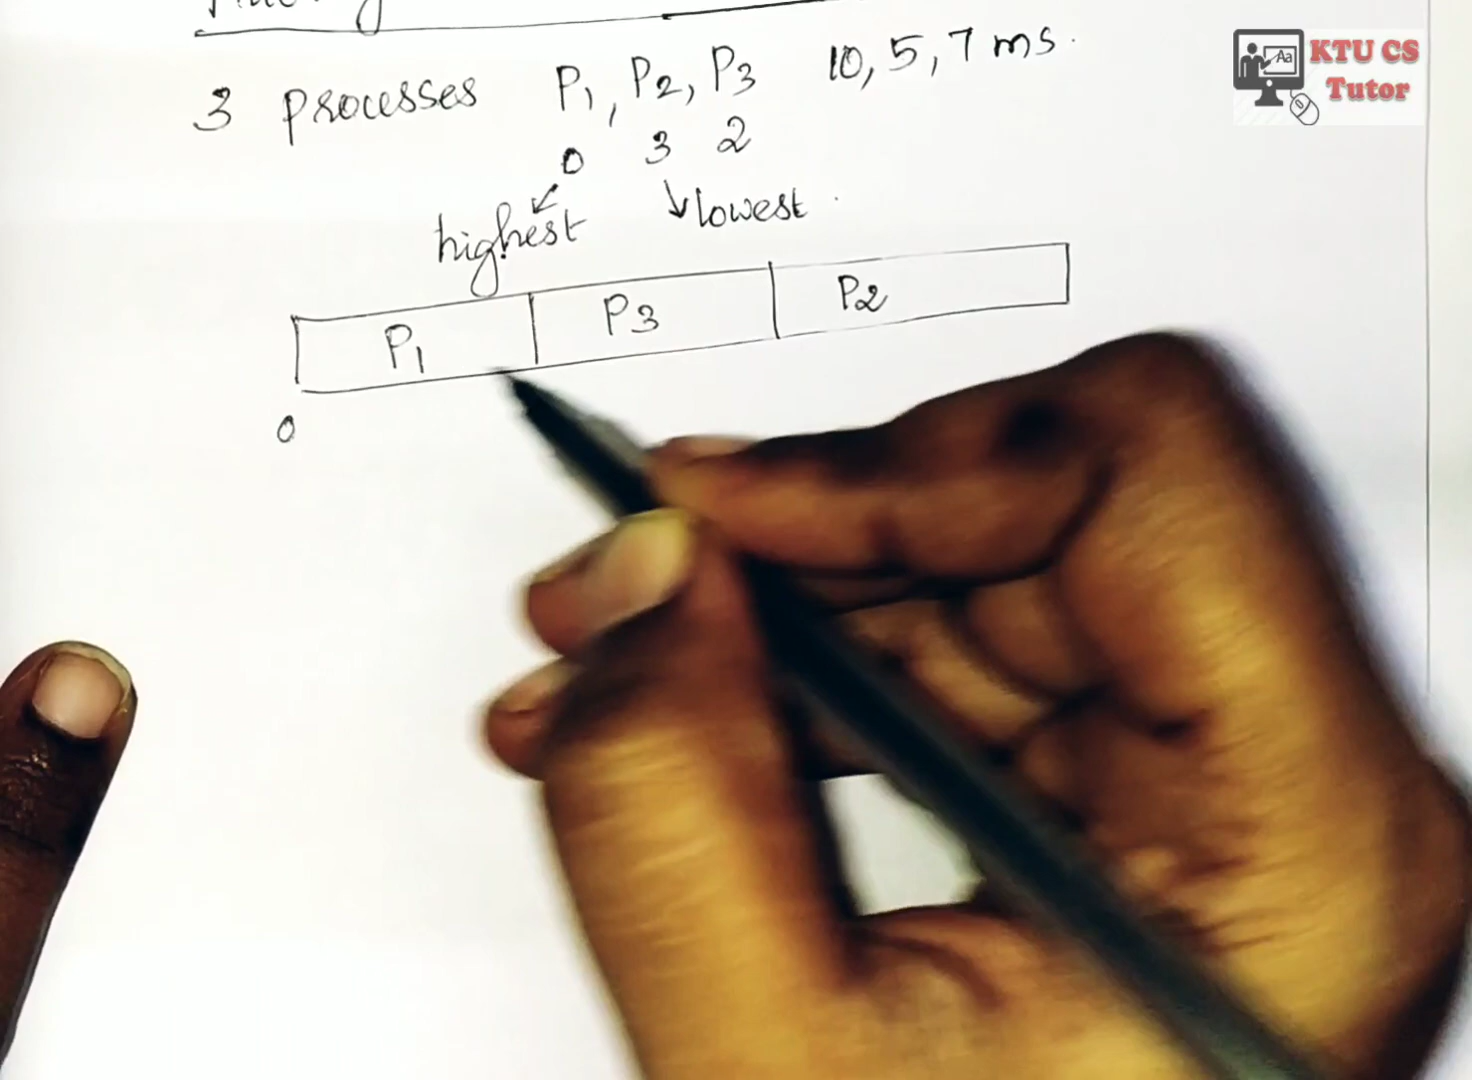 3 processes P1, P2, P3 10, 5, 7 ms.
0 3 2
highest lowest
P1 P3 P2
0
KTU CS
Tutor
Aa